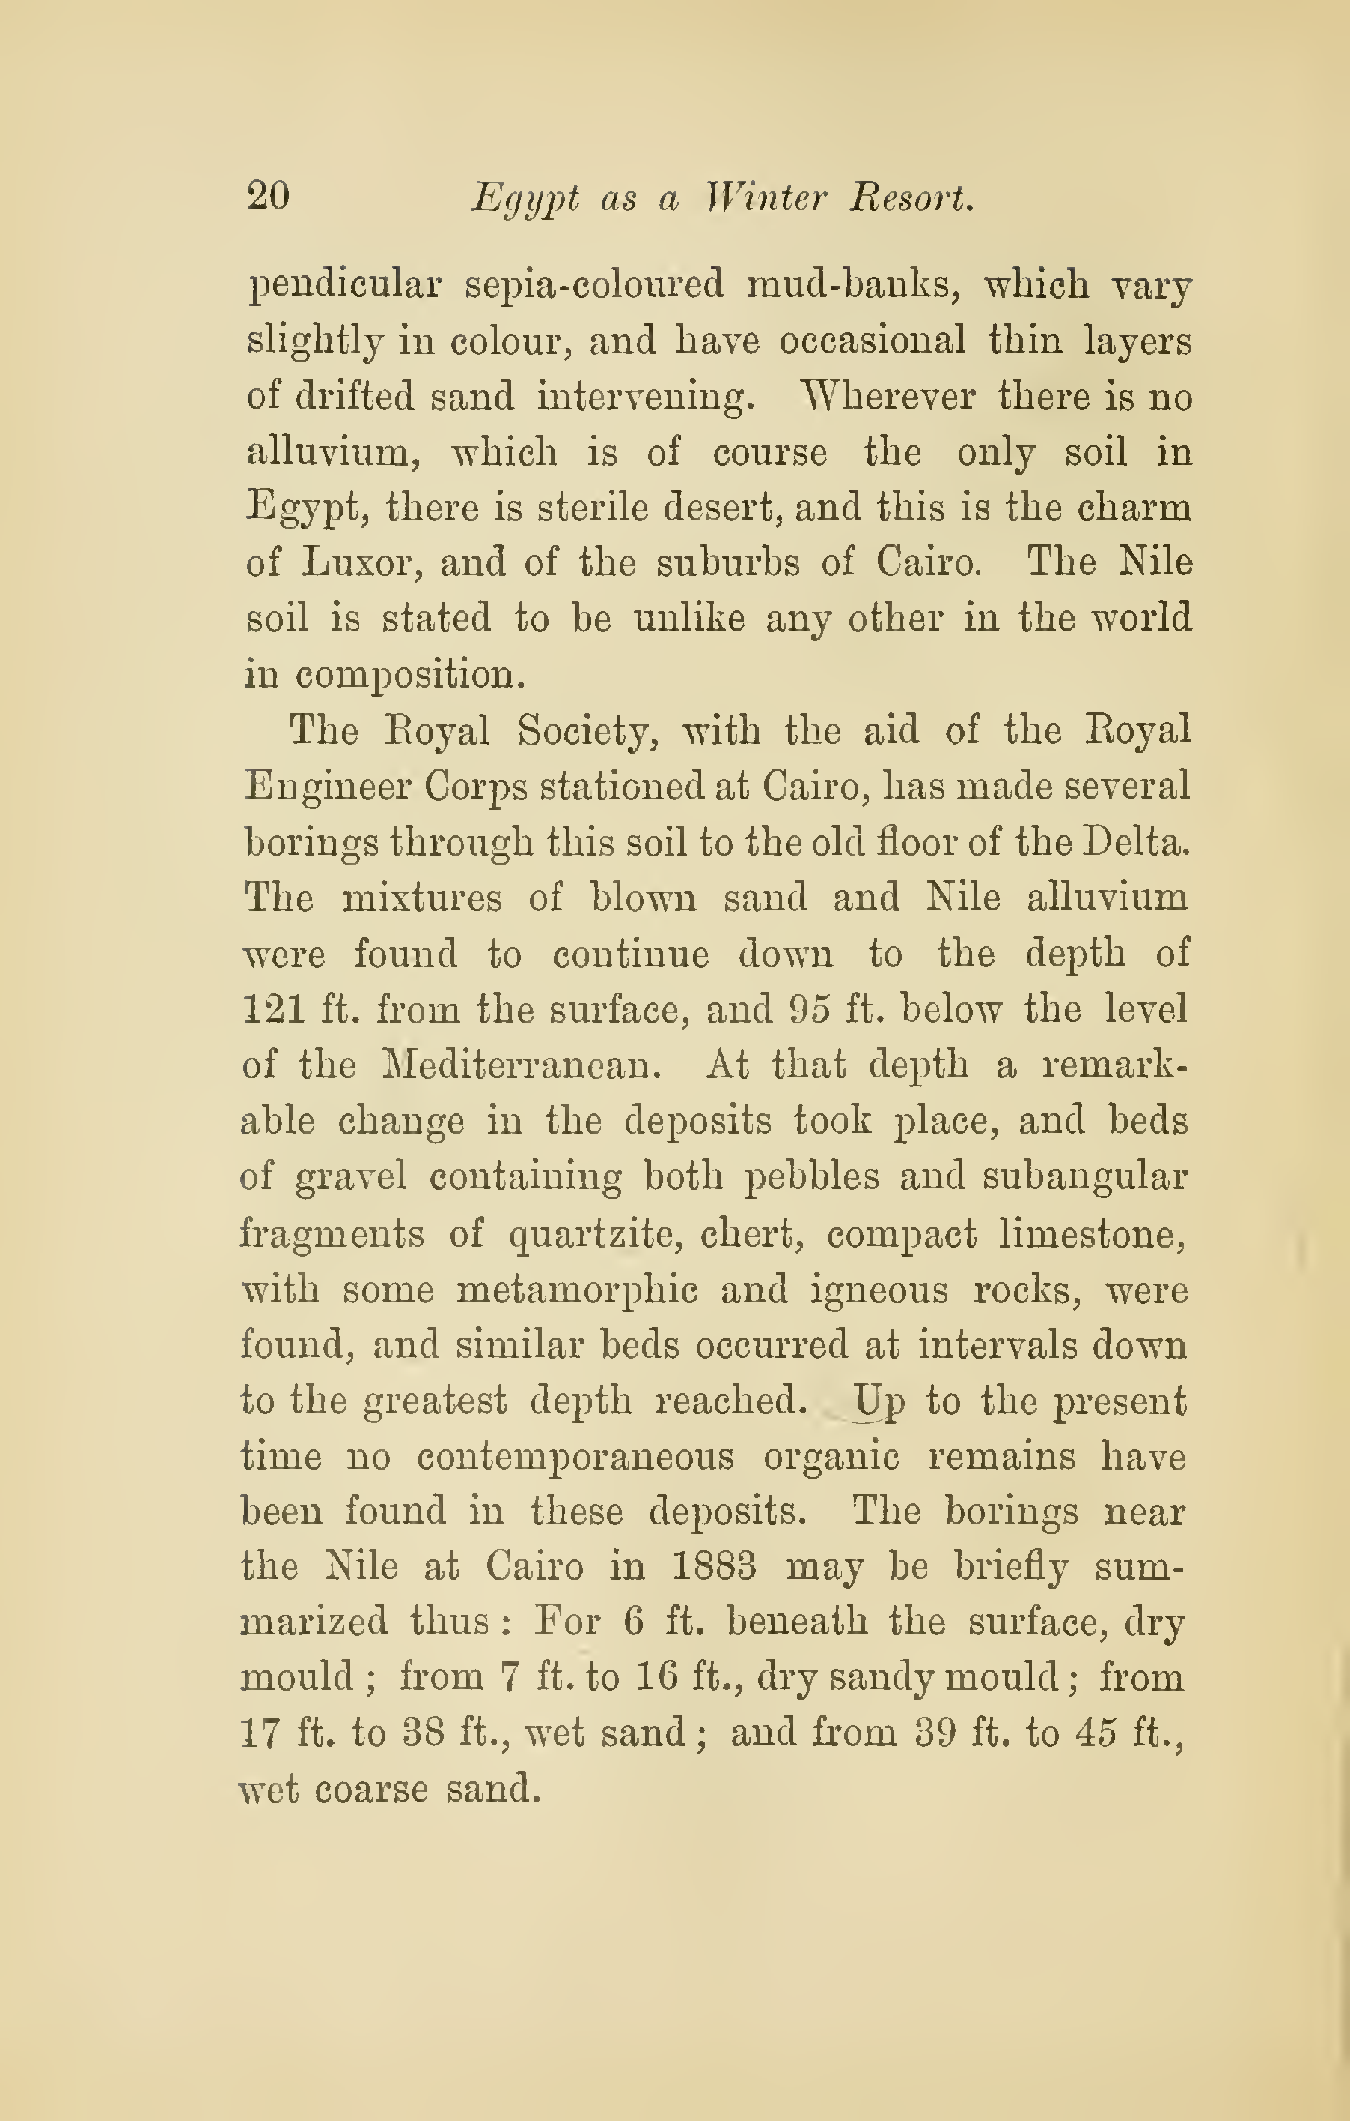 20 Egypt as a Winter Resort.
pendicular sepia-coloured mud-banks, which vary
slightly in colour, and have occasional thin layers
of drifted sand intervening. Wherever there is no
alluvium, which is of course the only soil in
Egypt, there is sterile desert, and this is the charm
of Luxor, and of the suburbs of Cairo. The Nile
soil is stated to be unlike any other in the world
in composition.
The Royal Society, with the aid of the Royal
Engineer Corps stationed at Cairo, has made several
borings through this soil to the old floor of the Delta.
The mixtures of blown sand and Nile alluvium
were found to continue down to the depth of
121 ft. from the surface, and 95 ft. below the level
of the Mediterranean. At that depth a remark-
able change in the deposits took place, and beds
of gravel containing both pebbles and subangular
fragments of quartzite, chert, compact limestone,
with some metamorphic and igneous rocks, were
found, and similar beds occurred at intervals down
to the greatest depth reached. Up to the present
time no contemporaneous organic remains have
been found in these deposits. The borings near
the Nile at Cairo in 1883 may be briefly sum-
marized thus : For 6 ft. beneath the surface, dry
mould ; from 7 ft. to 16 ft., dry sandy mould ; from
17 ft. to 38 ft., wet sand ; and from 39 ft. to 45 ft.,
wet coarse sand.